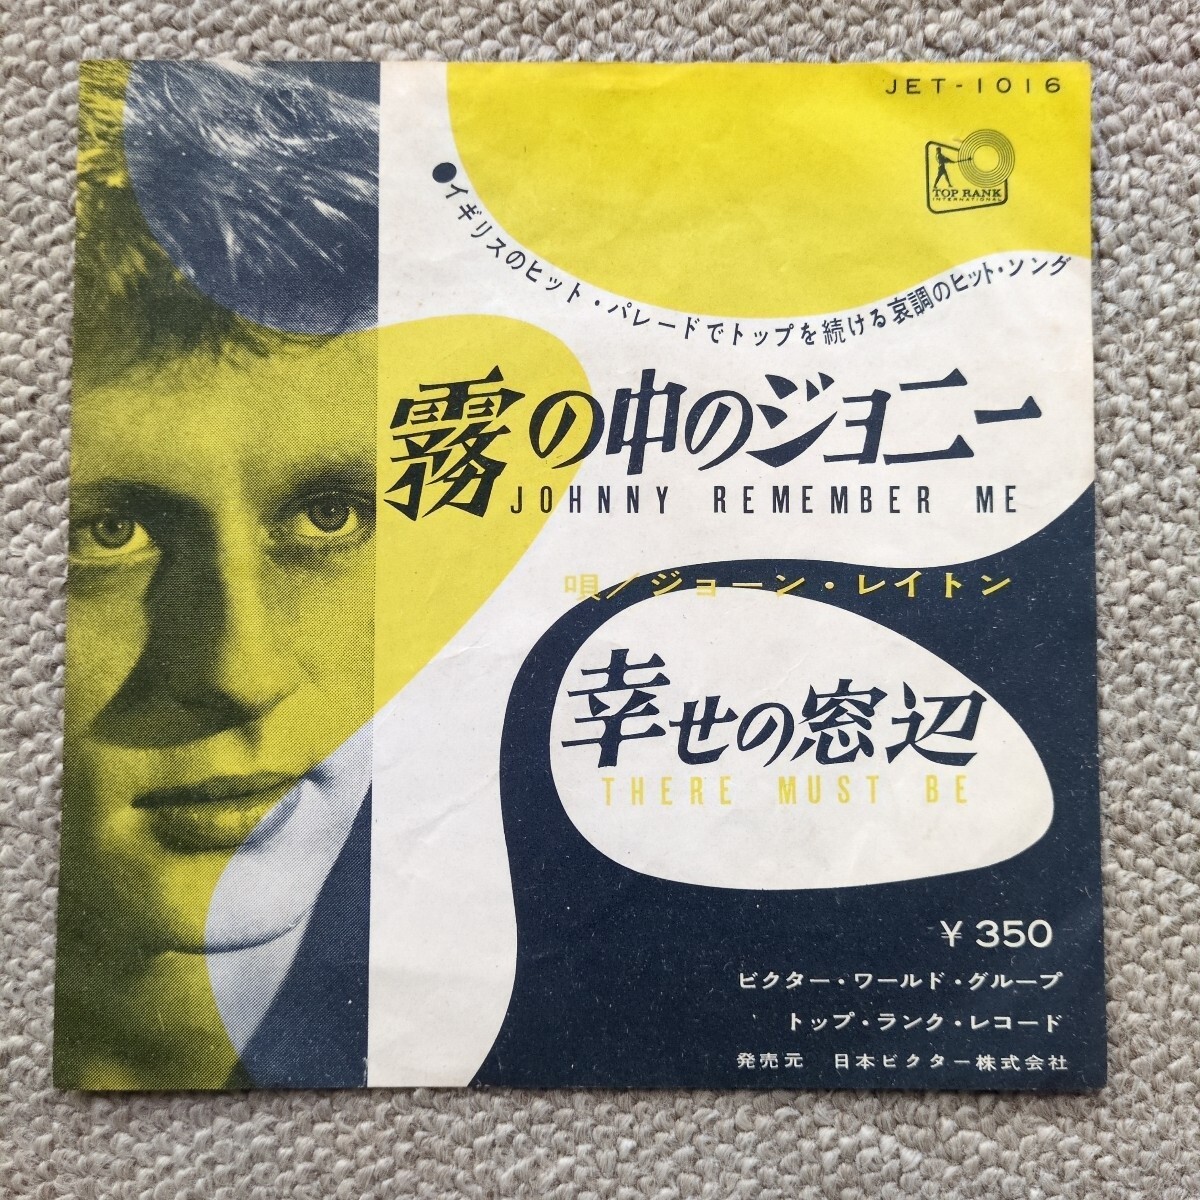 JET-1016
TOP RANK
INTERNATIONAL
●イギリスのヒット・パレードでトップを続ける哀調のヒット・ソング
霧の中のジョニー
JOHNNY REMEMBER ME
唄/ジョーン・レイトン
幸せの窓辺
THERE MUST BE
¥350
ビクター・ワールド・グループ
トップ・ランク・レコード
発売元 日本ビクター株式会社